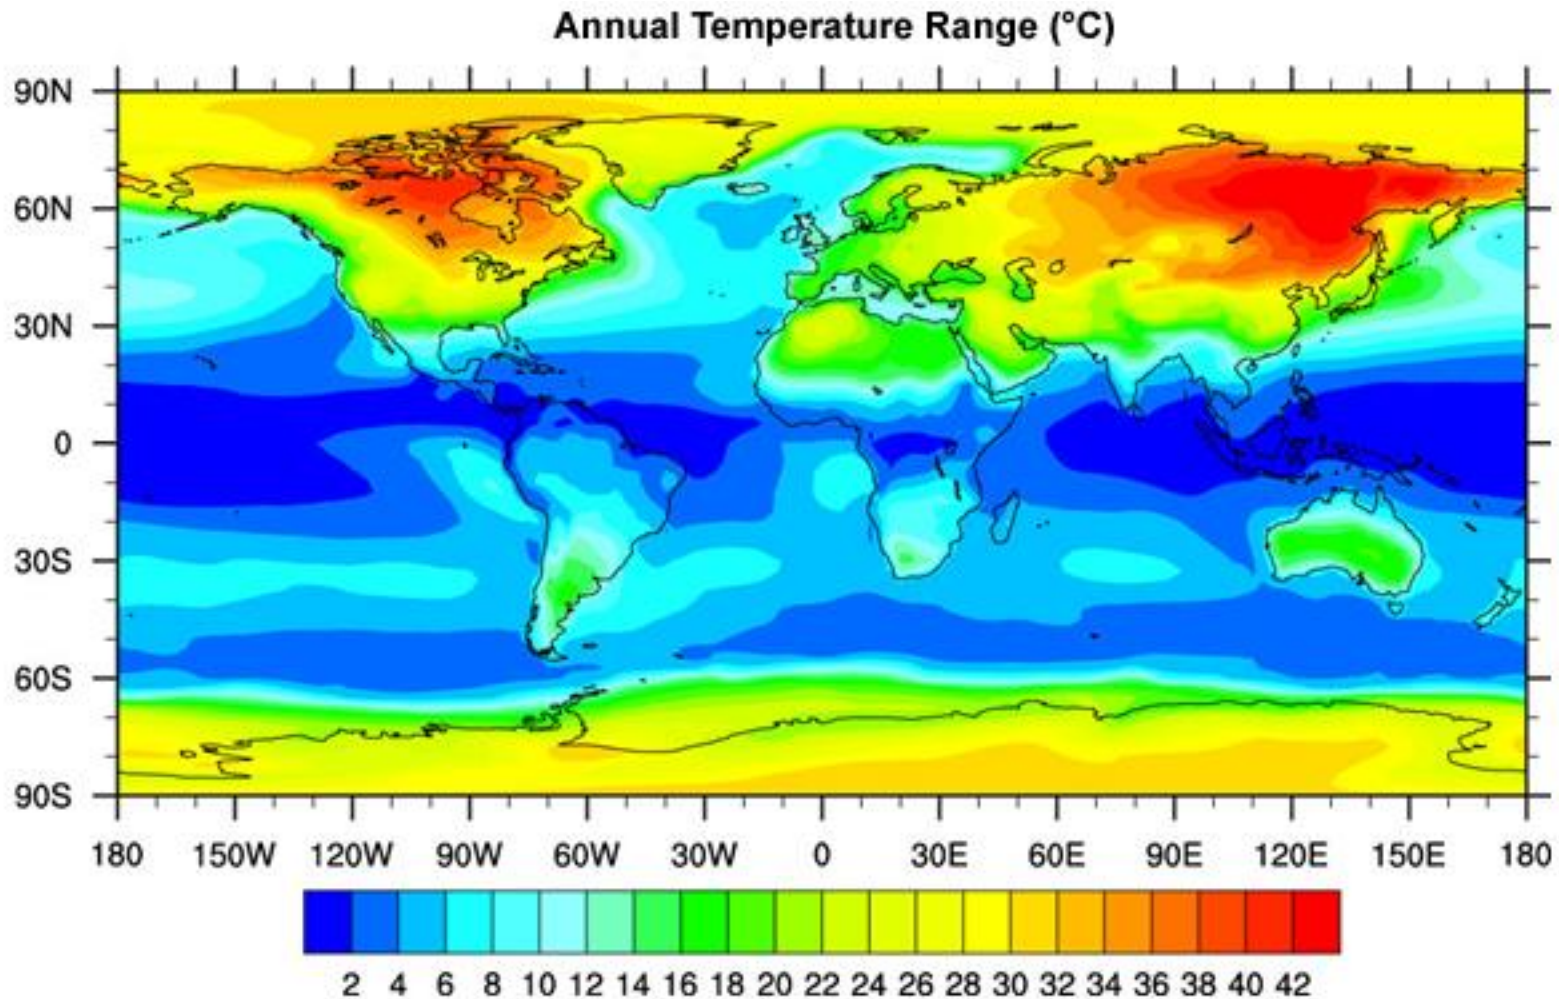 Annual Temperature Range (°C)
90N
60N
30N
0
30S
60S
90S
180 150W 120W 90W 60W 30W 0 30E 60E 90E 120E 150E 180
2 4 6 8 10 12 14 16 18 20 22 24 26 28 30 32 34 36 38 40 42